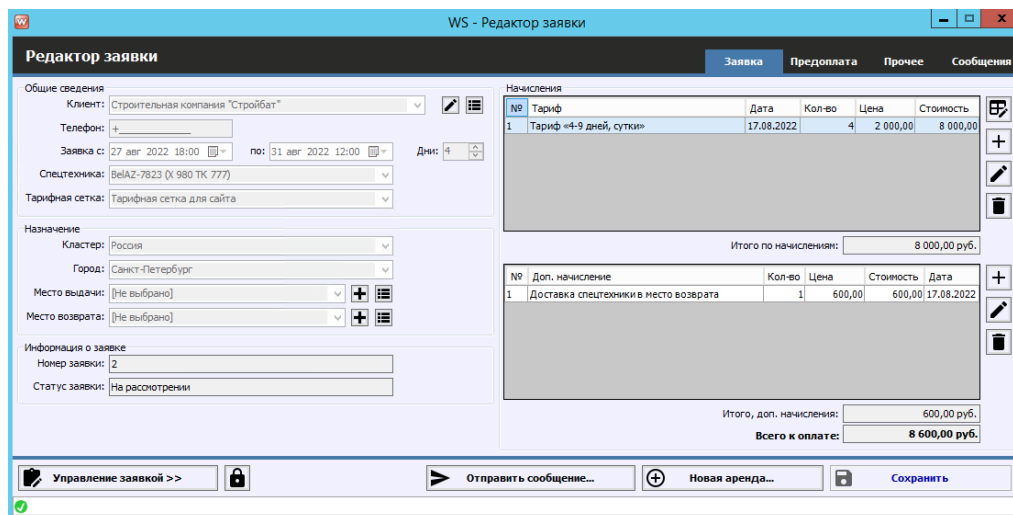 WS - Редактор заявки
Редактор заявки
Заявка Предоплата Прочее Сообщения
Общие сведения
Клиент: Строительная компания "Стройбат"
Телефон: +___________
Заявка с: 27 авг 2022 18:00 по: 31 авг 2022 12:00 Дни: 4
Спецтехника: BelAZ-7823 (X 980 TK 777)
Тарифная сетка: Тарифная сетка для сайта
Назначение
Кластер: Россия
Город: Санкт-Петербург
Место выдачи: [Не выбрано]
Место возврата: [Не выбрано]
Информация о заявке
Номер заявки: 2
Статус заявки: На рассмотрении
Начисления
№ Тариф Дата Кол-во Цена Стоимость
1 Тариф «4-9 дней, сутки» 17.08.2022 4 2 000,00 8 000,00
Итого по начислениям: 8 000,00 руб.
№ Доп. начисление Кол-во Цена Стоимость Дата
1 Доставка спецтехники в место возврата 1 600,00 600,00 17.08.2022
Итого, доп. начисления: 600,00 руб.
Всего к оплате: 8 600,00 руб.
Управление заявкой >> Отправить сообщение... Новая аренда... Сохранить